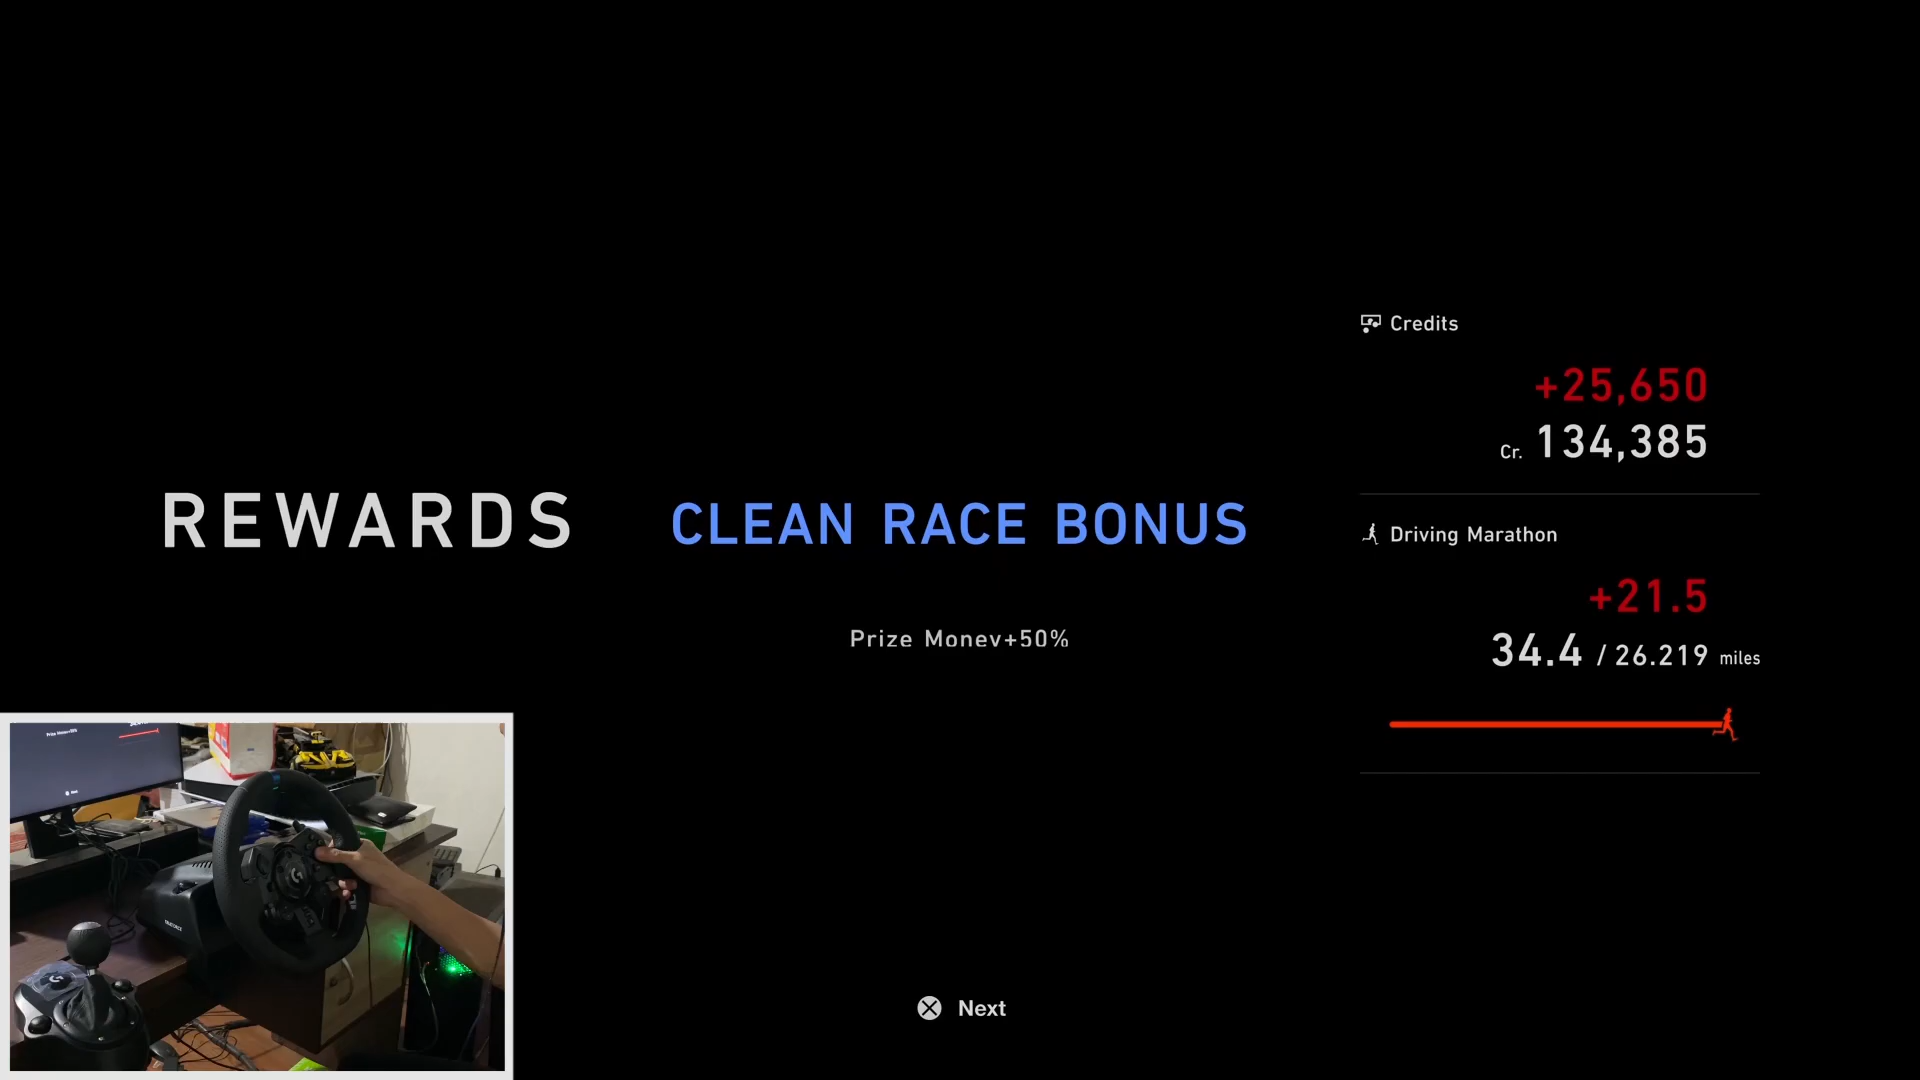 REWARDS
CLEAN RACE BONUS
Prize Money+50%
Credits
+25,650
Cr. 134,385
Driving Marathon
+21.5
34.4 / 26.219 miles
Next